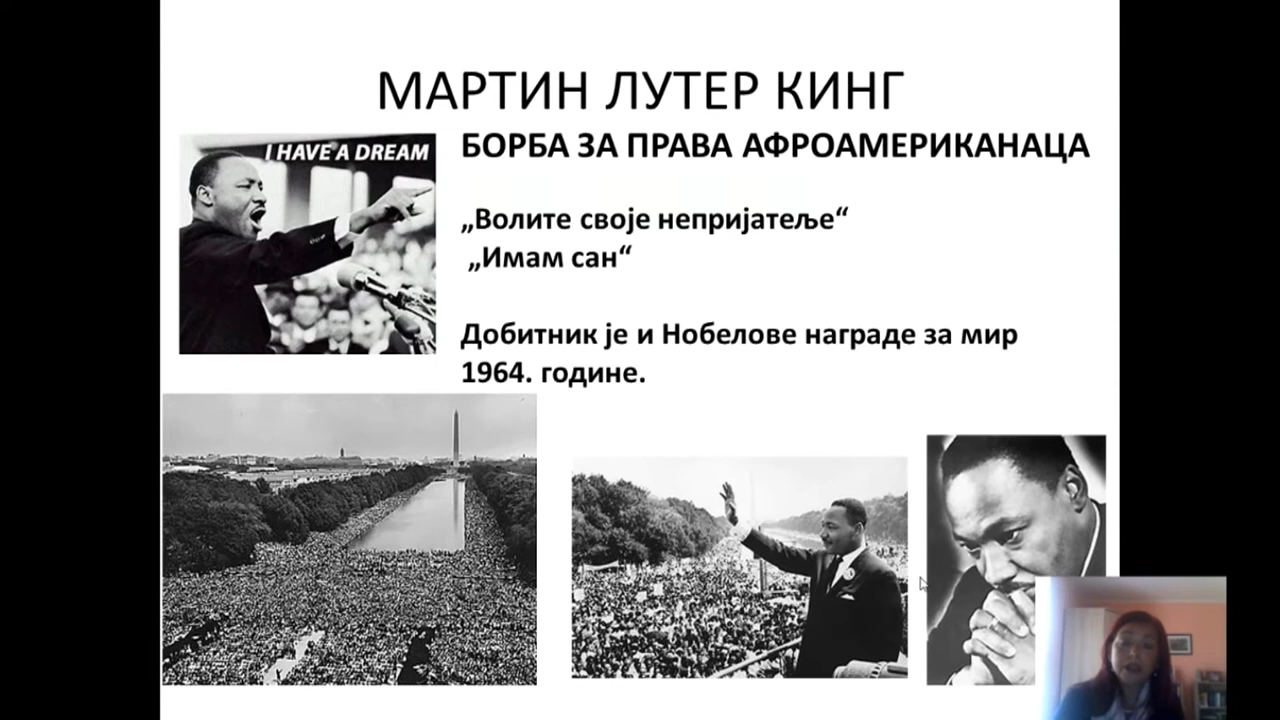 МАРТИН ЛУТЕР КИНГ
I HAVE A DREAM
БОРБА ЗА ПРАВА АФРОАМЕРИКАНАЦА
„Волите своје непријатеље“
„Имам сан“
Добитник је и Нобелове награде за мир
1964. године.